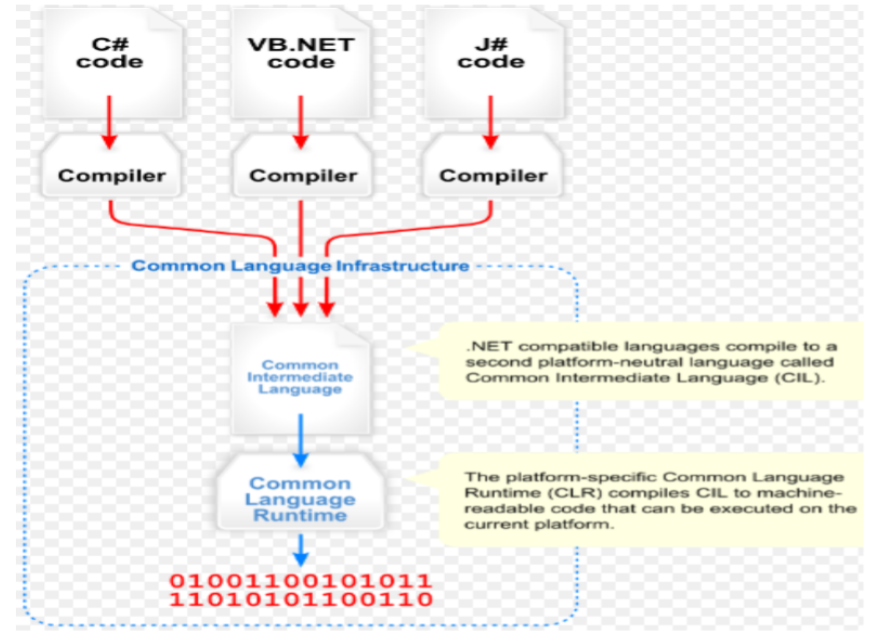 C#
code
VB.NET
code
J#
code
Compiler
Compiler
Compiler
Common Language Infrastructure
Common
Intermediate
Language
.NET compatible languages compile to a
second platform-neutral language called
Common Intermediate Language (CIL).
Common
Language
Runtime
The platform-specific Common Language
Runtime (CLR) compiles CIL to machine-
readable code that can be executed on the
current platform.
01001100101011
11010101100110